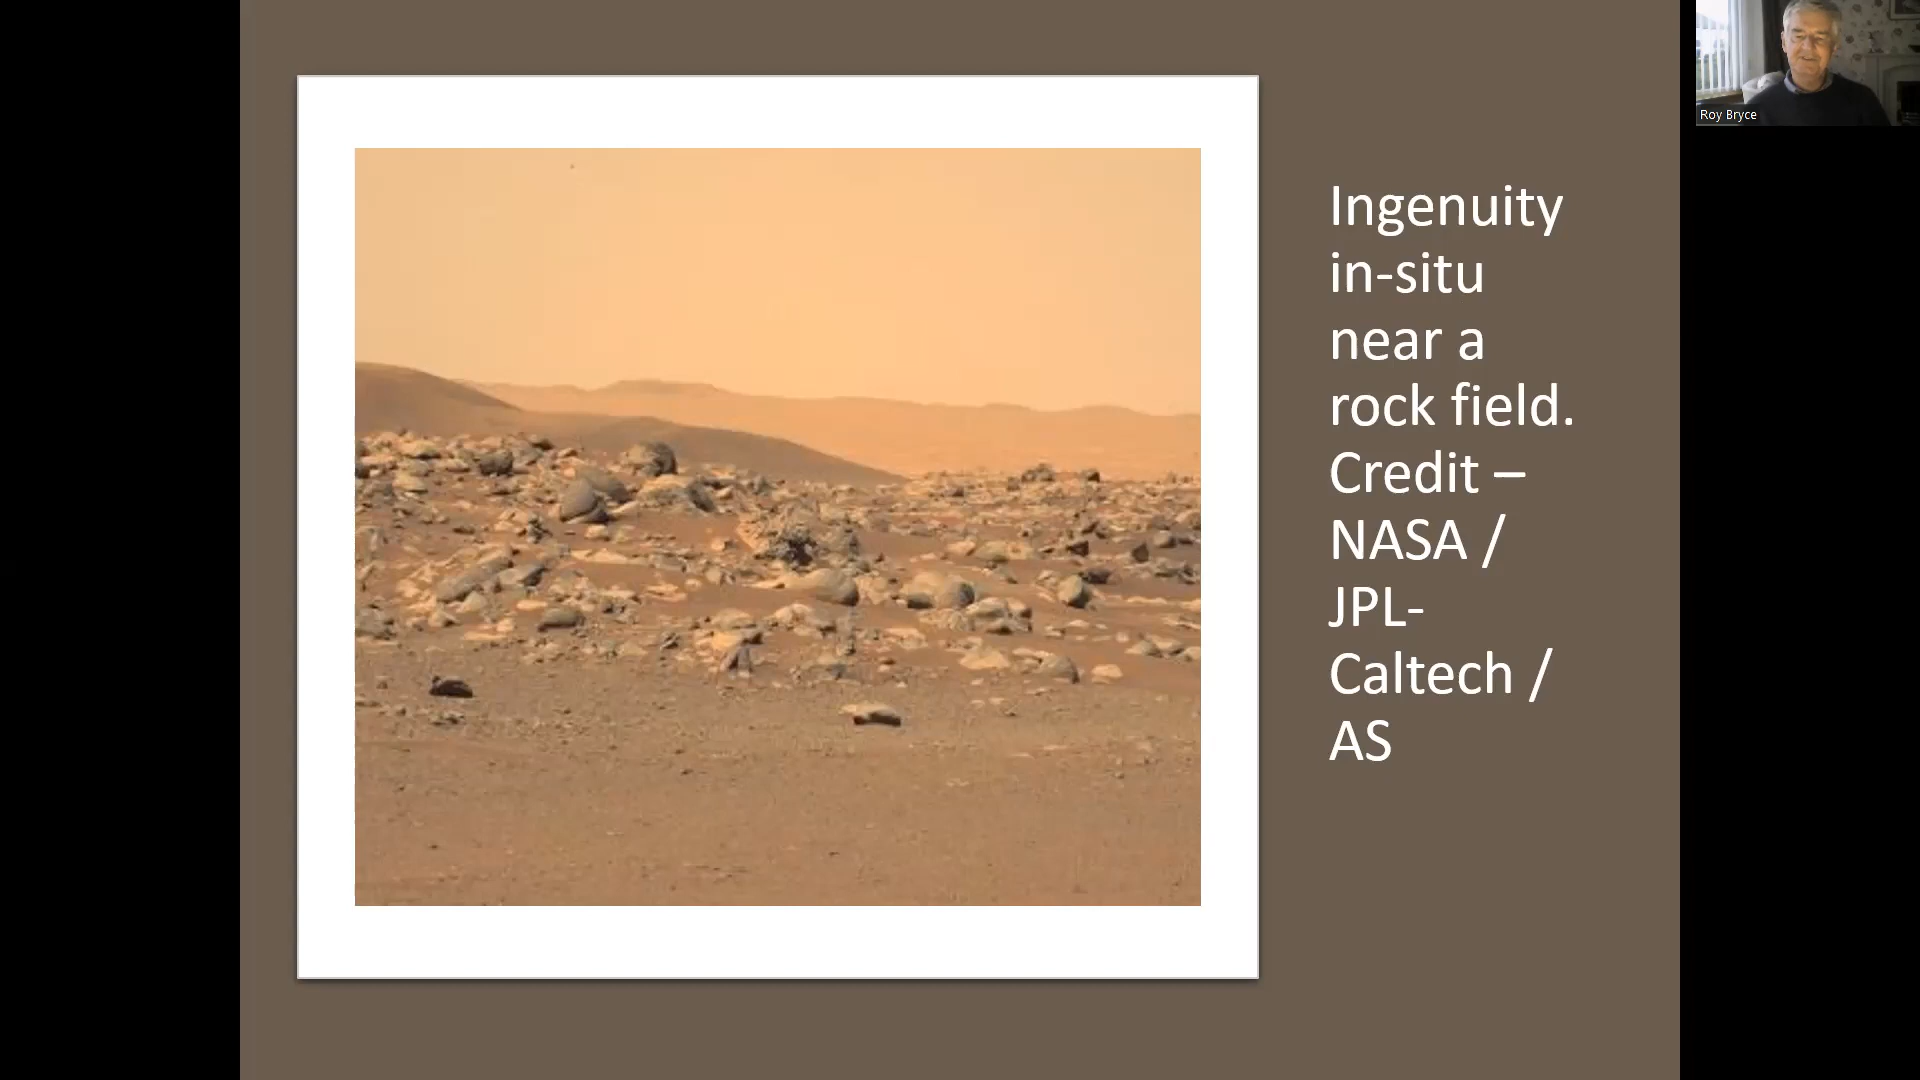 Roy Bryce
Ingenuity
in-situ
near a
rock field.
Credit –
NASA /
JPL-
Caltech /
AS